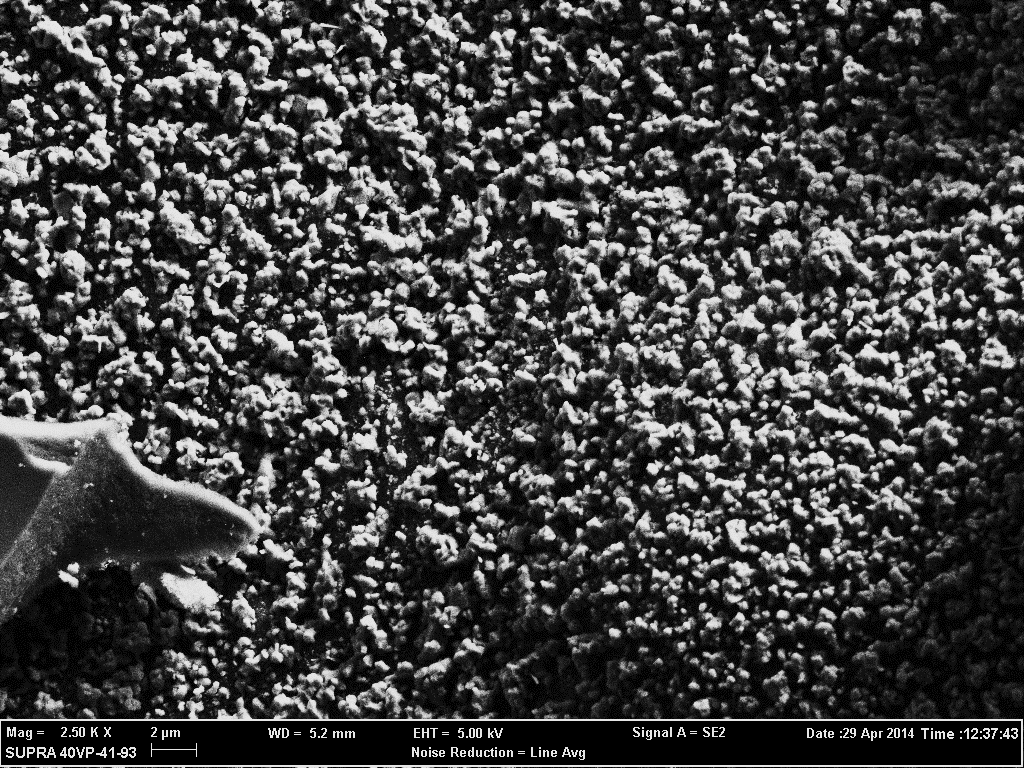 Mag = 2.50 K X 2 µm WD = 5.2 mm EHT = 5.00 kV Signal A = SE2 Date :29 Apr 2014 Time :12:37:43
SUPRA 40VP-41-93 Noise Reduction = Line Avg